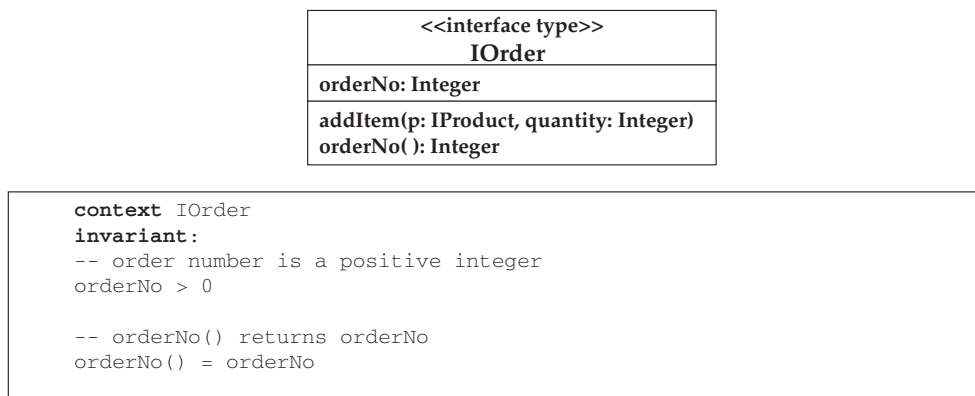 <<interface type>>
IOrder
orderNo: Integer
addItem(p: IProduct, quantity: Integer)
orderNo( ): Integer
context IOrder
invariant:
-- order number is a positive integer
orderNo > 0
-- orderNo() returns orderNo
orderNo() = orderNo